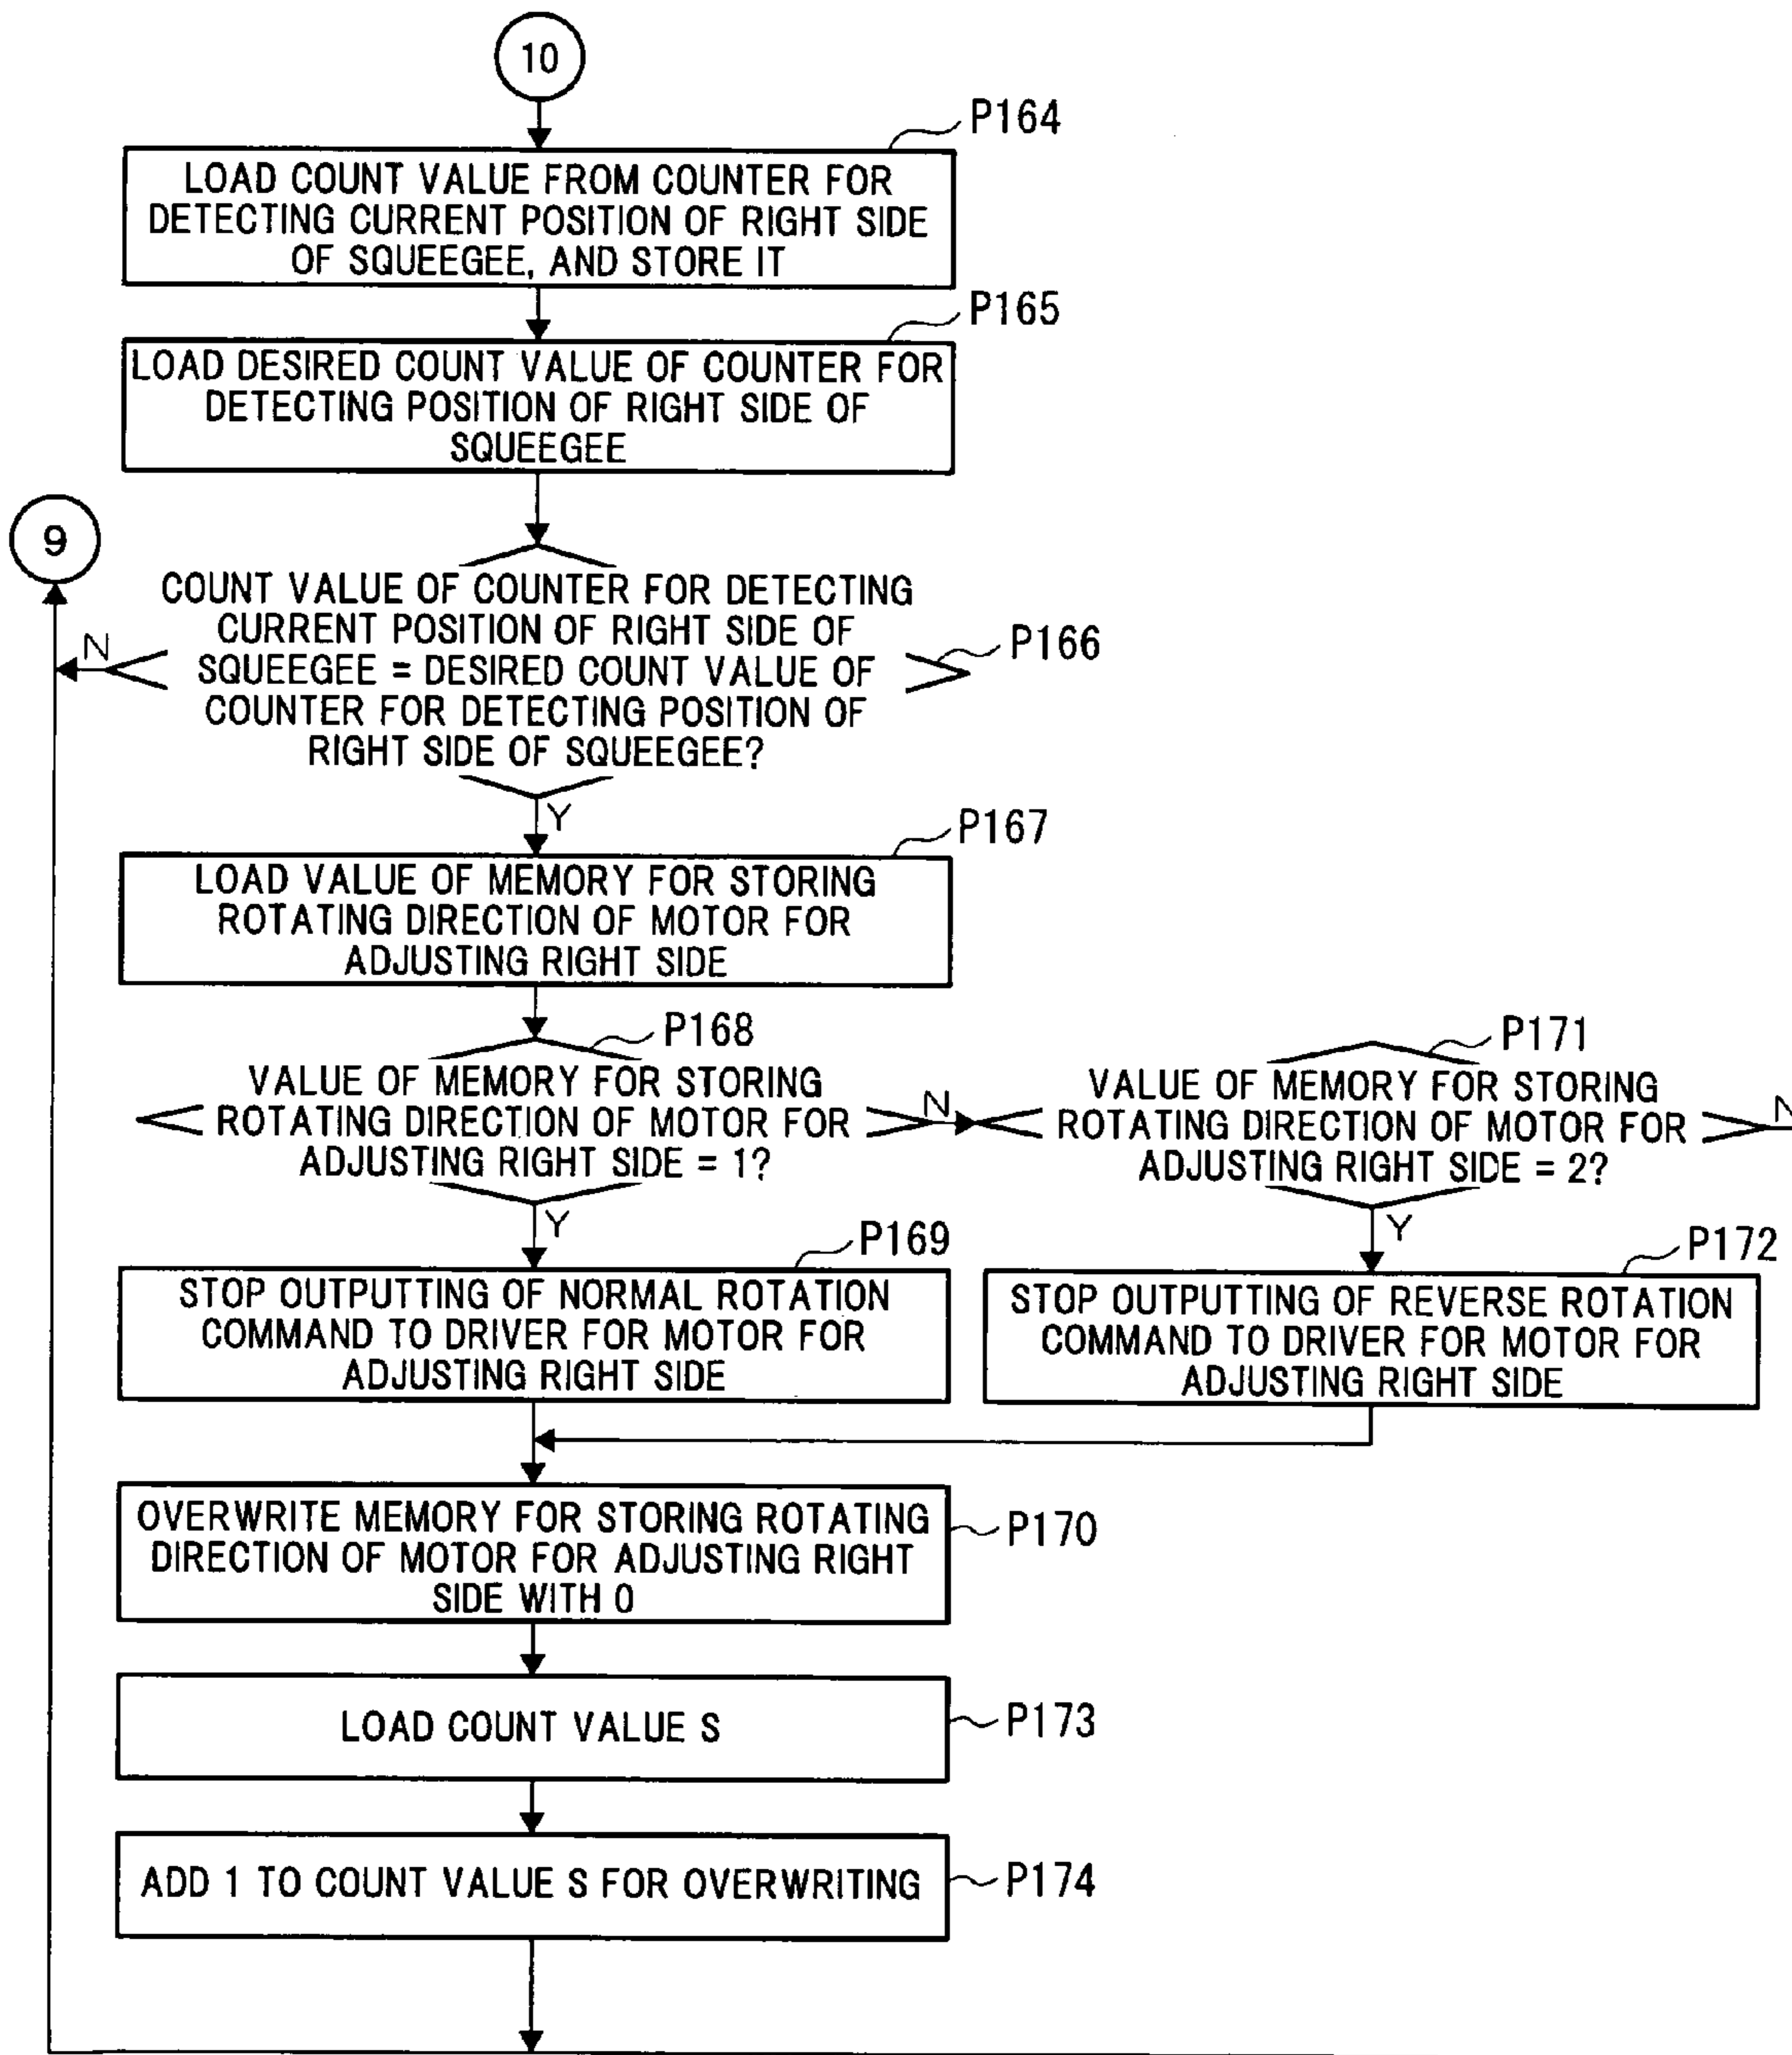 10
P164
LOAD COUNT VALUE FROM COUNTER FOR
DETECTING CURRENT POSITION OF RIGHT SIDE
OF SQUEEGEE, AND STORE IT
P165
LOAD DESIRED COUNT VALUE OF COUNTER FOR
DETECTING POSITION OF RIGHT SIDE OF
SQUEEGEE
9
COUNT VALUE OF COUNTER FOR DETECTING
CURRENT POSITION OF RIGHT SIDE OF
SQUEEGEE = DESIRED COUNT VALUE OF
COUNTER FOR DETECTING POSITION OF
RIGHT SIDE OF SQUEEGEE?
N
P166
Y
P167
LOAD VALUE OF MEMORY FOR STORING
ROTATING DIRECTION OF MOTOR FOR
ADJUSTING RIGHT SIDE
P168
VALUE OF MEMORY FOR STORING
ROTATING DIRECTION OF MOTOR FOR
ADJUSTING RIGHT SIDE = 1?
N
Y
P171
VALUE OF MEMORY FOR STORING
ROTATING DIRECTION OF MOTOR FOR
ADJUSTING RIGHT SIDE = 2?
N
Y
P169
STOP OUTPUTTING OF NORMAL ROTATION
COMMAND TO DRIVER FOR MOTOR FOR
ADJUSTING RIGHT SIDE
P172
STOP OUTPUTTING OF REVERSE ROTATION
COMMAND TO DRIVER FOR MOTOR FOR
ADJUSTING RIGHT SIDE
OVERWRITE MEMORY FOR STORING ROTATING
DIRECTION OF MOTOR FOR ADJUSTING RIGHT
SIDE WITH 0
P170
LOAD COUNT VALUE S
P173
ADD 1 TO COUNT VALUE S FOR OVERWRITING
P174